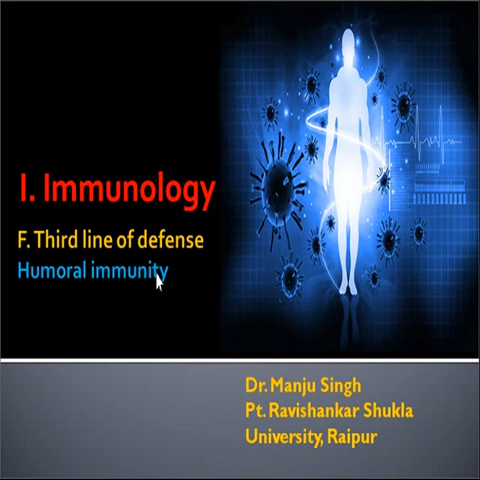 I. Immunology
F. Third line of defense
Humoral immunity
Dr. Manju Singh
Pt. Ravishankar Shukla
University, Raipur